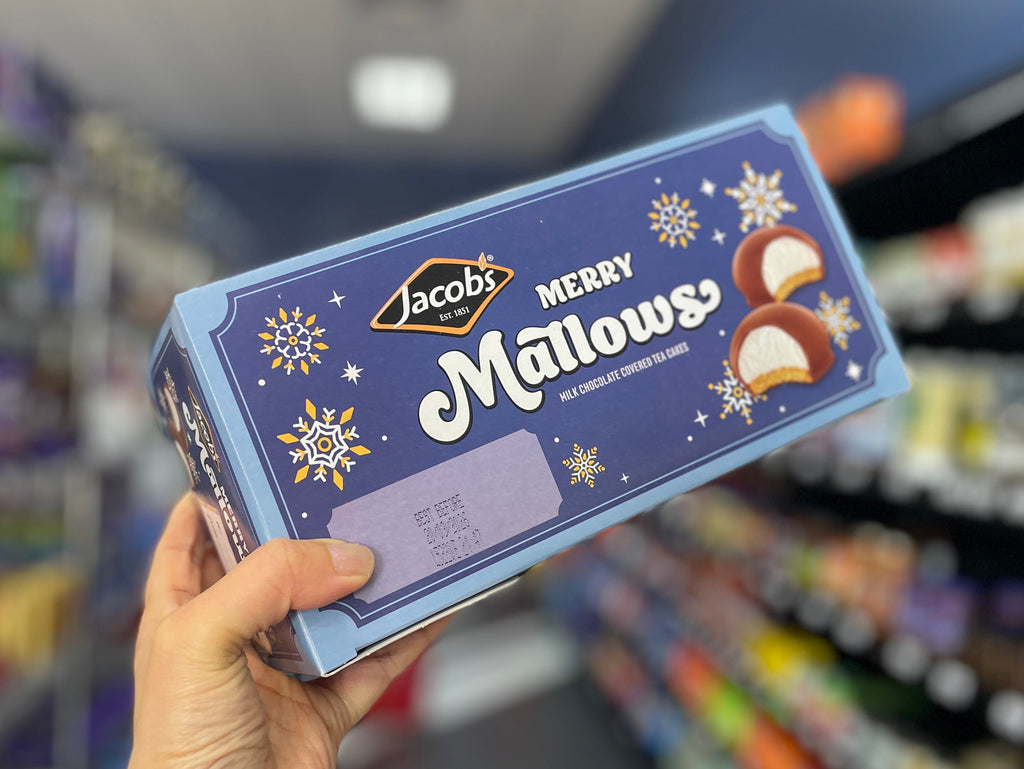 Jacob's®
EST. 1851
MERRY
Mallows
MILK CHOCOLATE COVERED TEA CAKES
BEST BEFORE